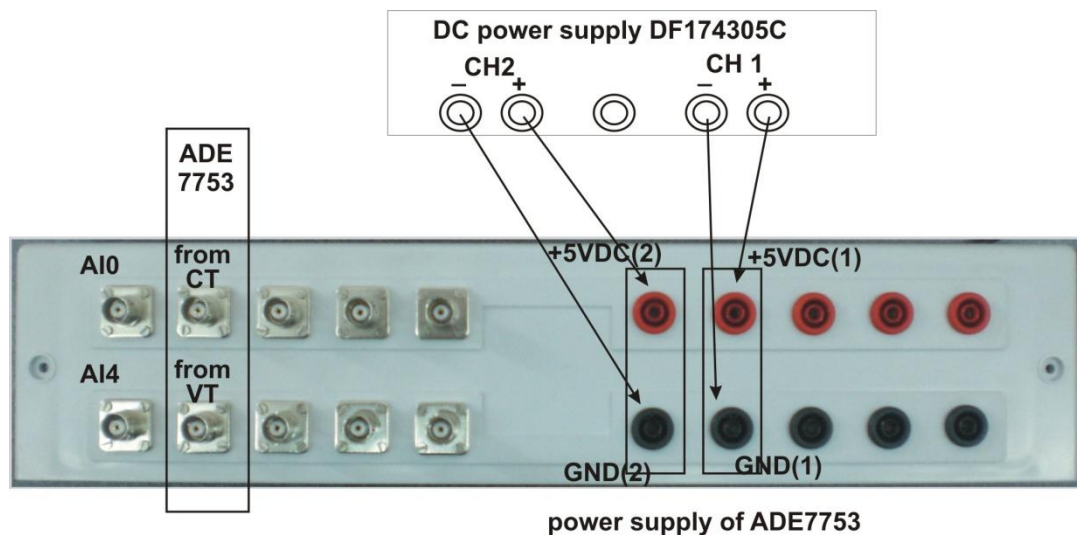 DC power supply DF174305C
CH2 CH 1
– + – +
ADE
7753
+5VDC(2) +5VDC(1)
AI0 from
CT
AI4 from
VT
GND(2) GND(1)
power supply of ADE7753